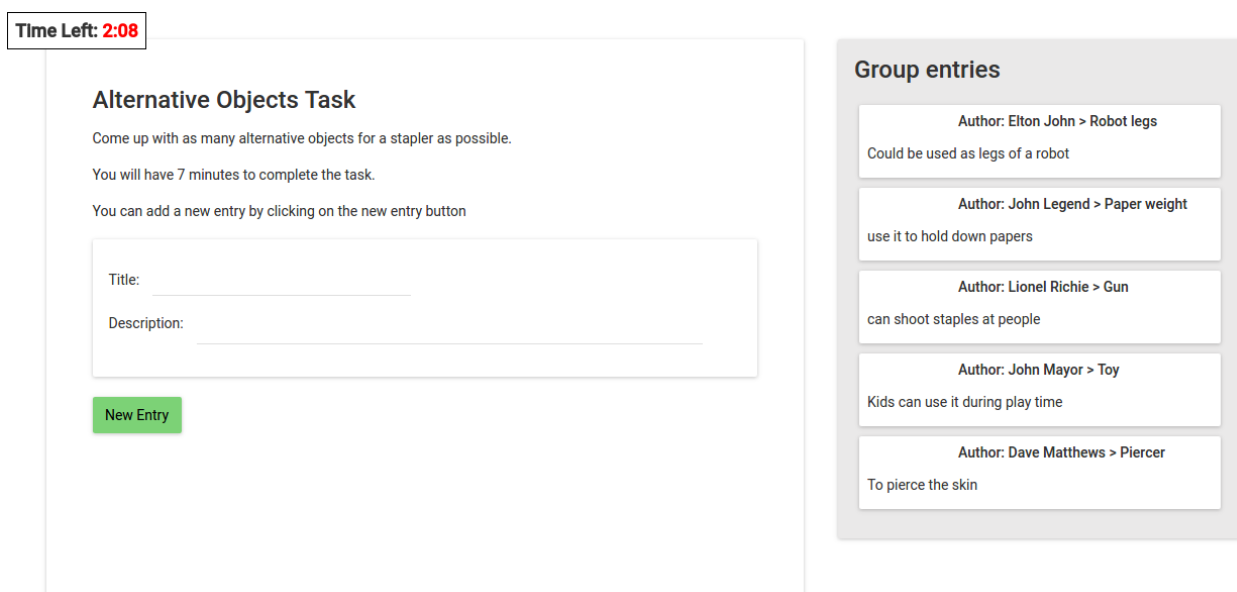 Time Left: 2:08
Alternative Objects Task
Come up with as many alternative objects for a stapler as possible.
You will have 7 minutes to complete the task.
You can add a new entry by clicking on the new entry button
Title:
Description:
New Entry
Group entries
Author: Elton John > Robot legs
Could be used as legs of a robot
Author: John Legend > Paper weight
use it to hold down papers
Author: Lionel Richie > Gun
can shoot staples at people
Author: John Mayor > Toy
Kids can use it during play time
Author: Dave Matthews > Piercer
To pierce the skin